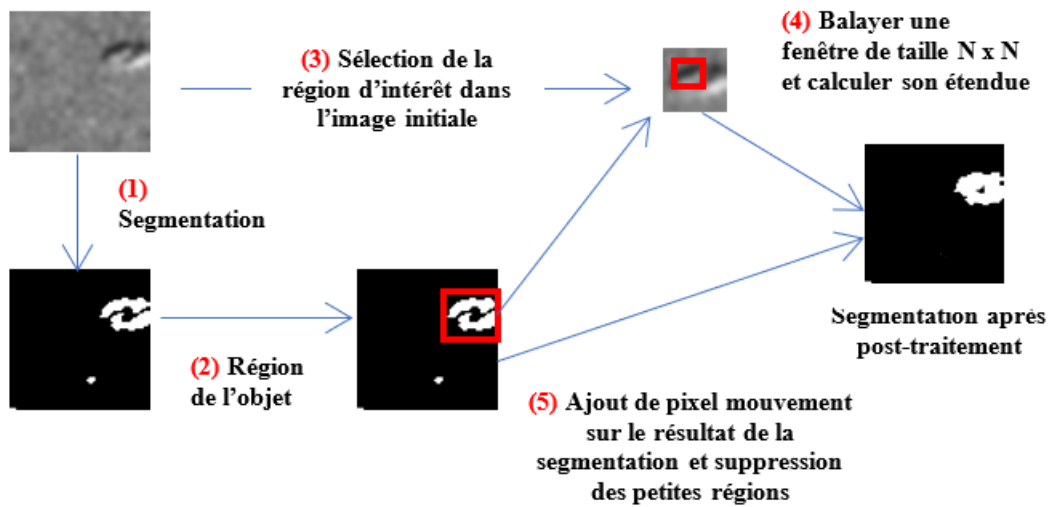 (3) Sélection de la
région d'intérêt dans
l'image initiale
(4) Balayer une
fenêtre de taille N x N
et calculer son étendue
(1)
Segmentation
(2) Région
de l'objet
Segmentation après
post-traitement
(5) Ajout de pixel mouvement
sur le résultat de la
segmentation et suppression
des petites régions